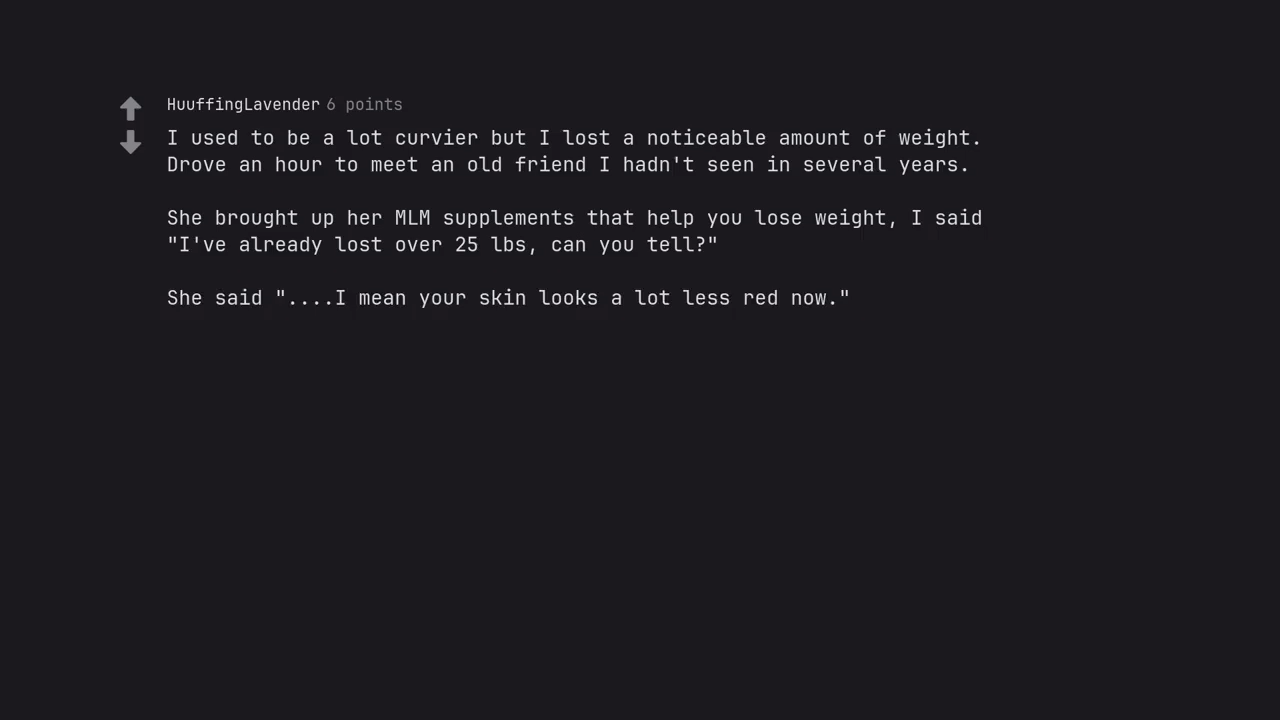 HuuffingLavender 6 points
I used to be a lot curvier but I lost a noticeable amount of weight.
Drove an hour to meet an old friend I hadn't seen in several years.
She brought up her MLM supplements that help you lose weight, I said
"I've already lost over 25 lbs, can you tell?"
She said "....I mean your skin looks a lot less red now."